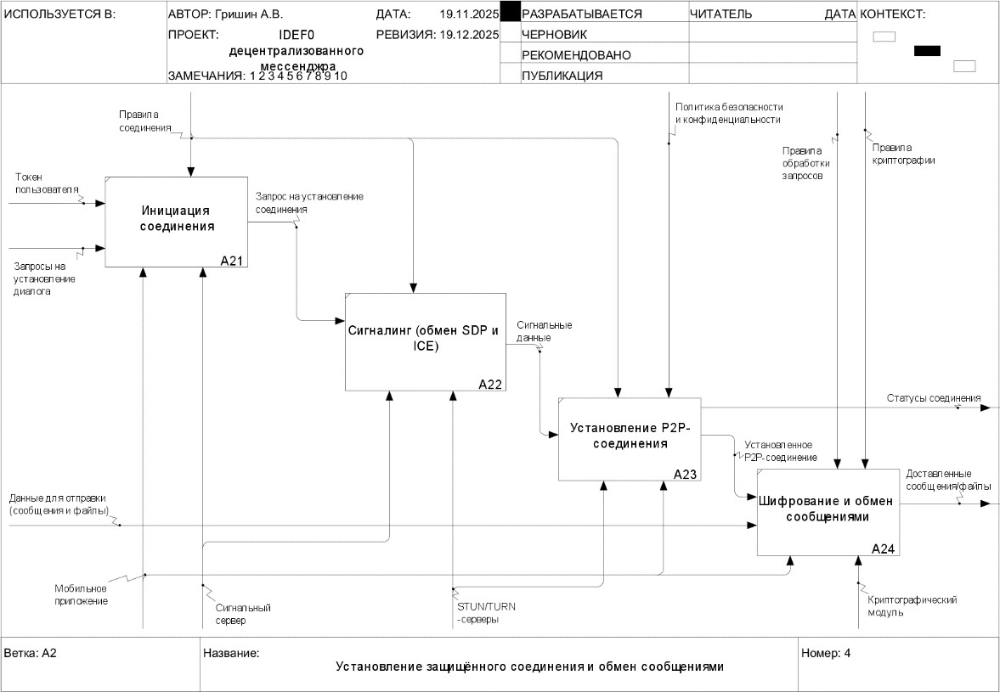 ИСПОЛЬЗУЕТСЯ В:
АВТОР: Гришин А.В.
ДАТА: 19.11.2025
ПРОЕКТ: IDEF0
децентрализованного
мессенджра
РЕВИЗИЯ: 19.12.2025
ЗАМЕЧАНИЯ: 1 2 3 4 5 6 7 8 9 10
РАЗРАБАТЫВАЕТСЯ
ЧЕРНОВИК
РЕКОМЕНДОВАНО
ПУБЛИКАЦИЯ
ЧИТАТЕЛЬ
ДАТА
КОНТЕКСТ:
Правила
соединения
Политика безопасности
и конфиденциальности
Правила
обработки
запросов
Правила
криптографии
Токен
пользователя
Инициация
соединения
A21
Запрос на установление
соединения
Запросы на
установление
диалога
Сигналинг (обмен SDP и
ICE)
A22
Сигнальные
данные
Установление P2P-
соединения
A23
Статусы соединения
Установленное
P2P-соединение
Доставленные
сообщения/файлы
Данные для отправки
(сообщения и файлы)
Шифрование и обмен
сообщениями
A24
Мобильное
приложение
Сигнальный
сервер
STUN/TURN
-серверы
Криптографический
модуль
Ветка: A2
Название:
Установление защищённого соединения и обмен сообщениями
Номер: 4